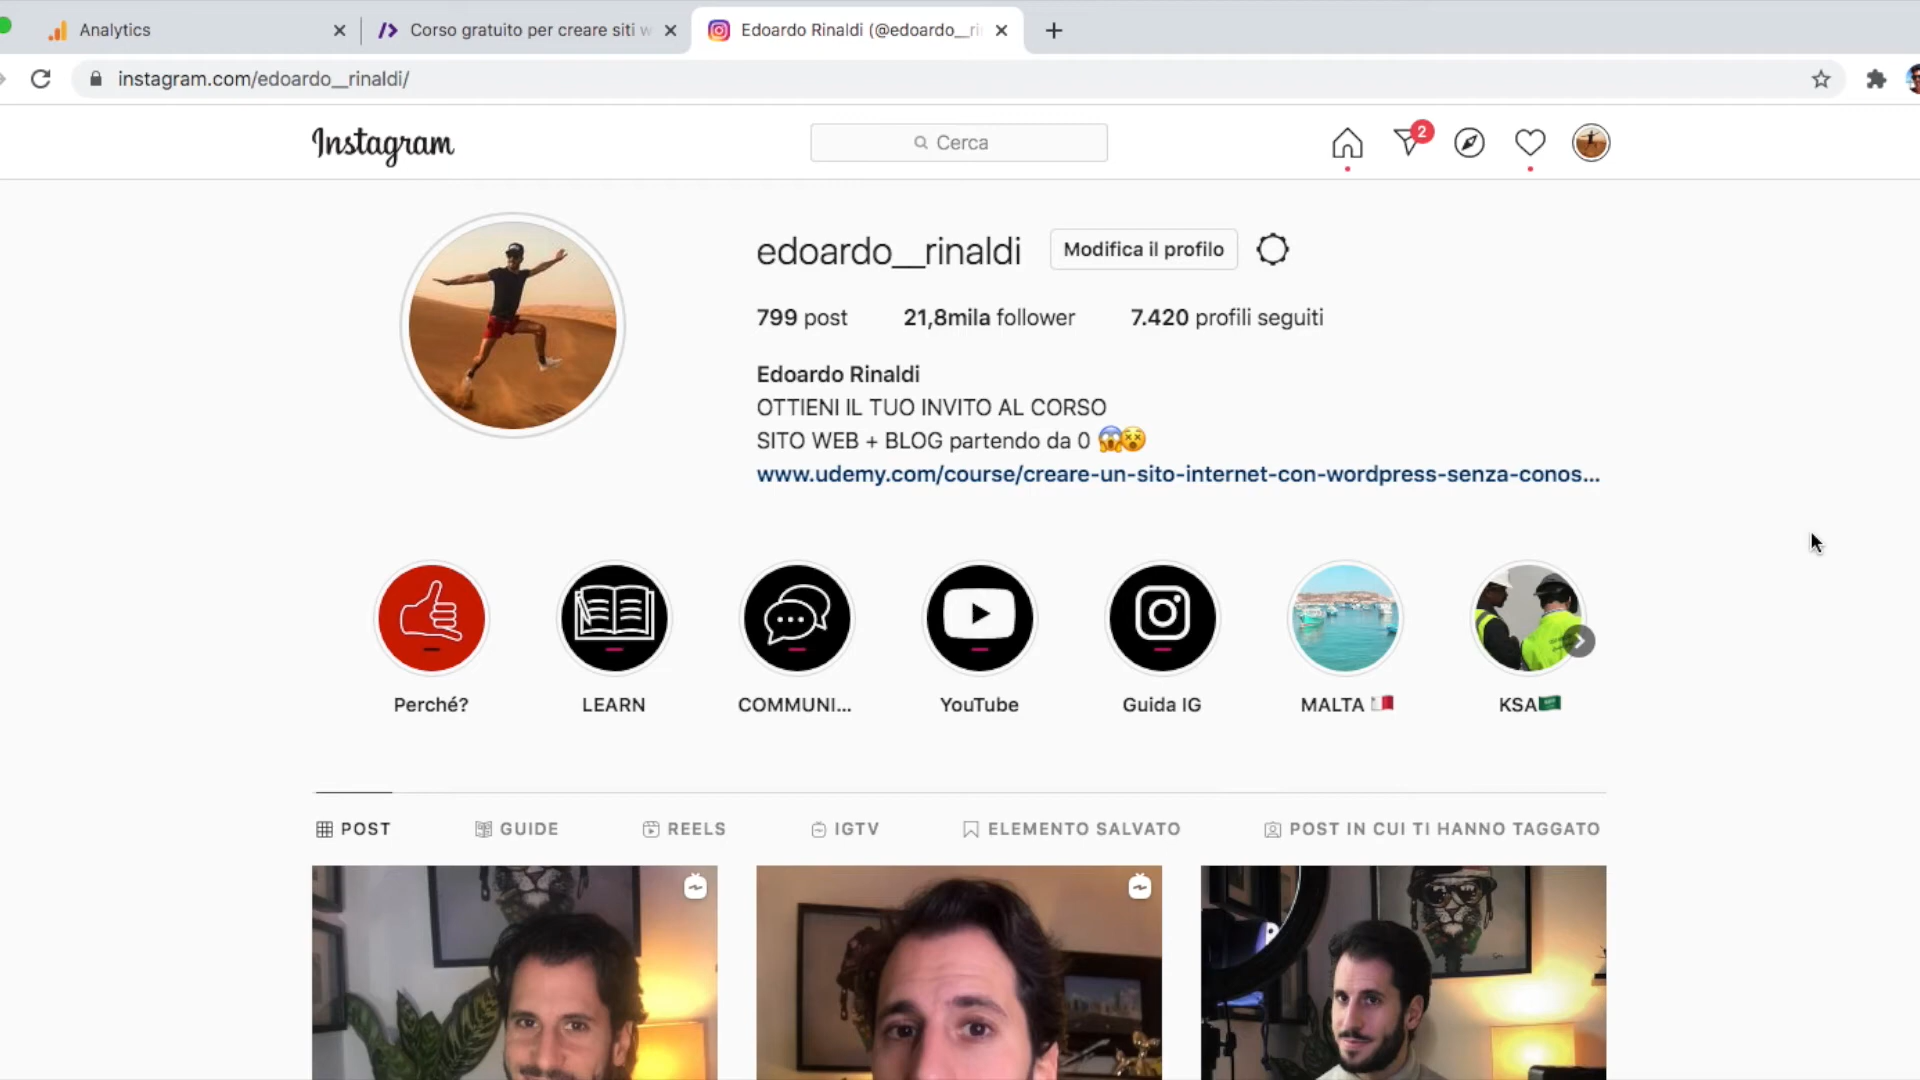 Analytics
Corso gratuito per creare siti w
Edoardo Rinaldi (@edoardo__ri
instagram.com/edoardo__rinaldi/
Instagram
Cerca
2
edoardo__rinaldi
Modifica il profilo
799 post
21,8mila follower
7.420 profili seguiti
Edoardo Rinaldi
OTTIENI IL TUO INVITO AL CORSO
SITO WEB + BLOG partendo da 0 😱😵
www.udemy.com/course/creare-un-sito-internet-con-wordpress-senza-conos...
Perché?
LEARN
COMMUNI...
YouTube
Guida IG
MALTA 🇲🇹
KSA🇸🇦
POST
GUIDE
REELS
IGTV
ELEMENTO SALVATO
POST IN CUI TI HANNO TAGGATO